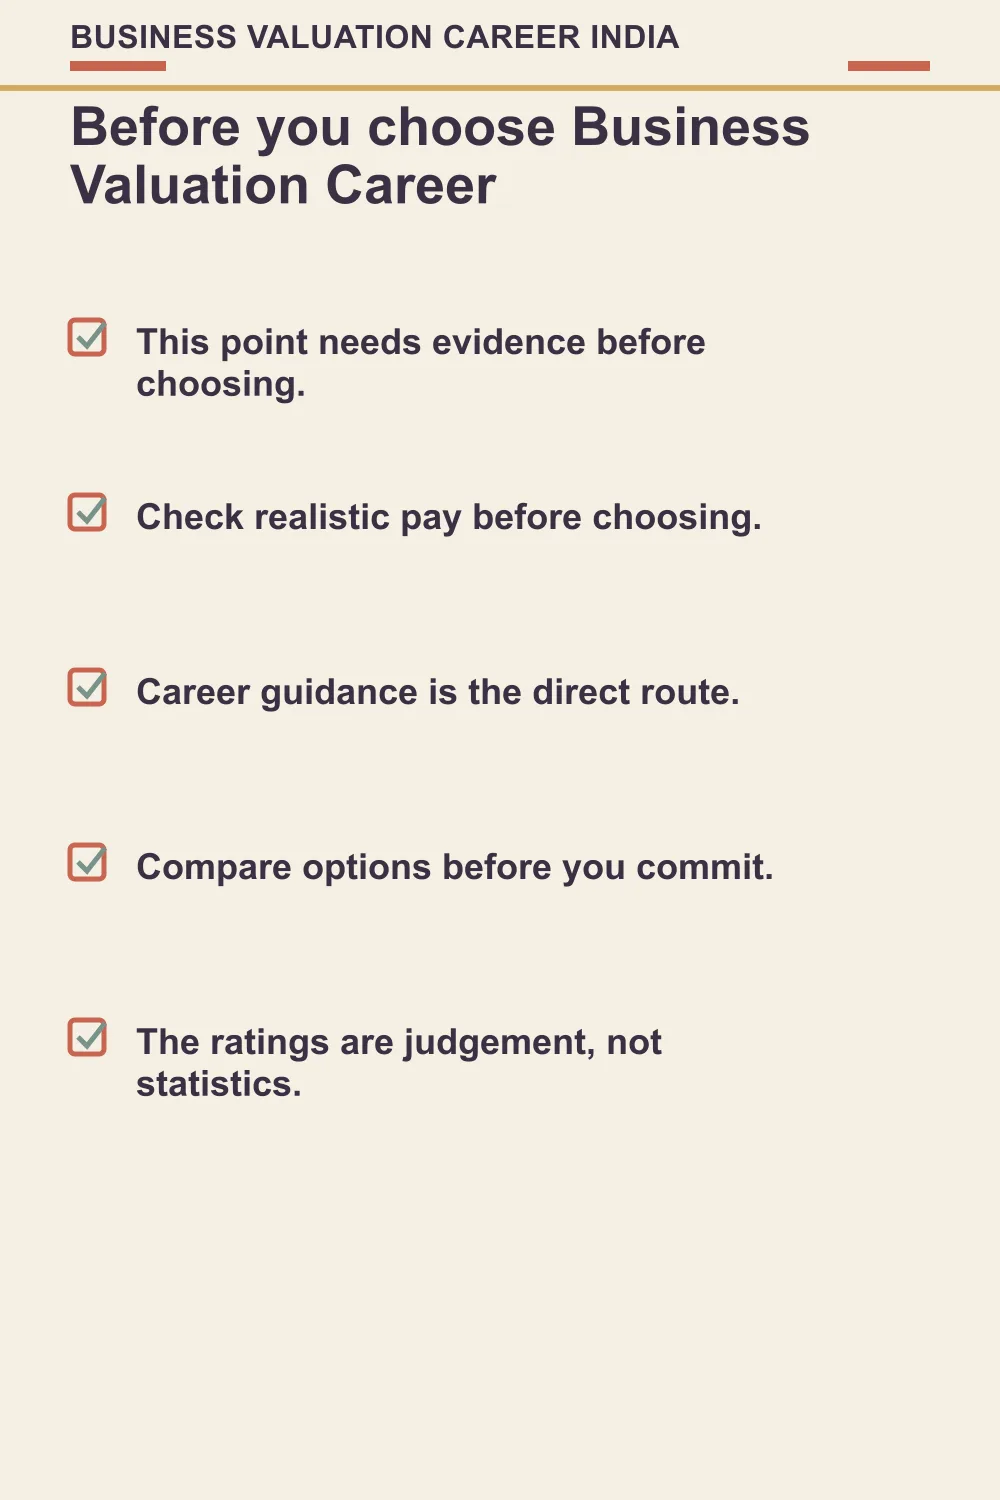 BUSINESS VALUATION CAREER INDIA
Before you choose Business
Valuation Career
This point needs evidence before
choosing.
Check realistic pay before choosing.
Career guidance is the direct route.
Compare options before you commit.
The ratings are judgement, not
statistics.